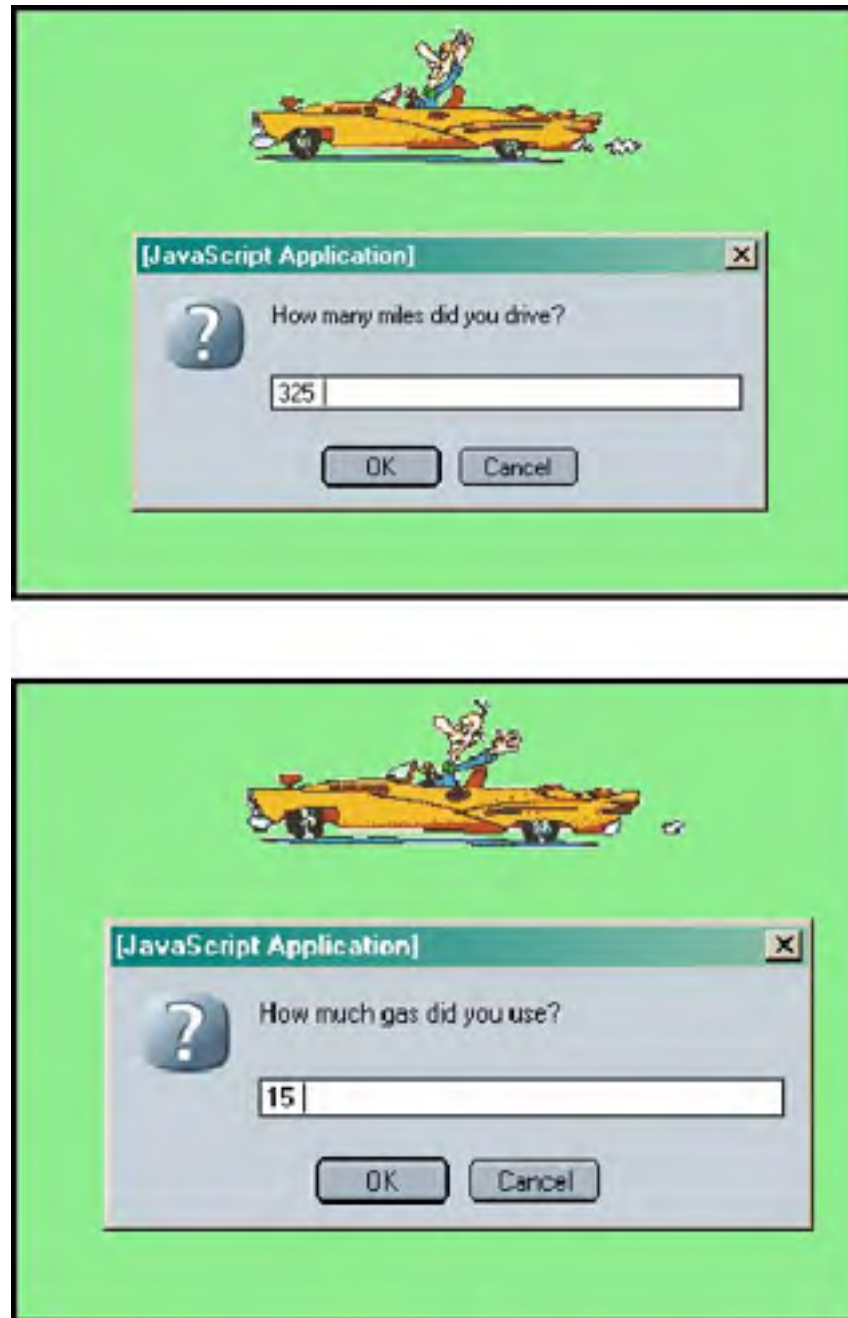 [JavaScript Application]
How many miles did you drive?
325
OK Cancel
[JavaScript Application]
How much gas did you use?
15
OK Cancel